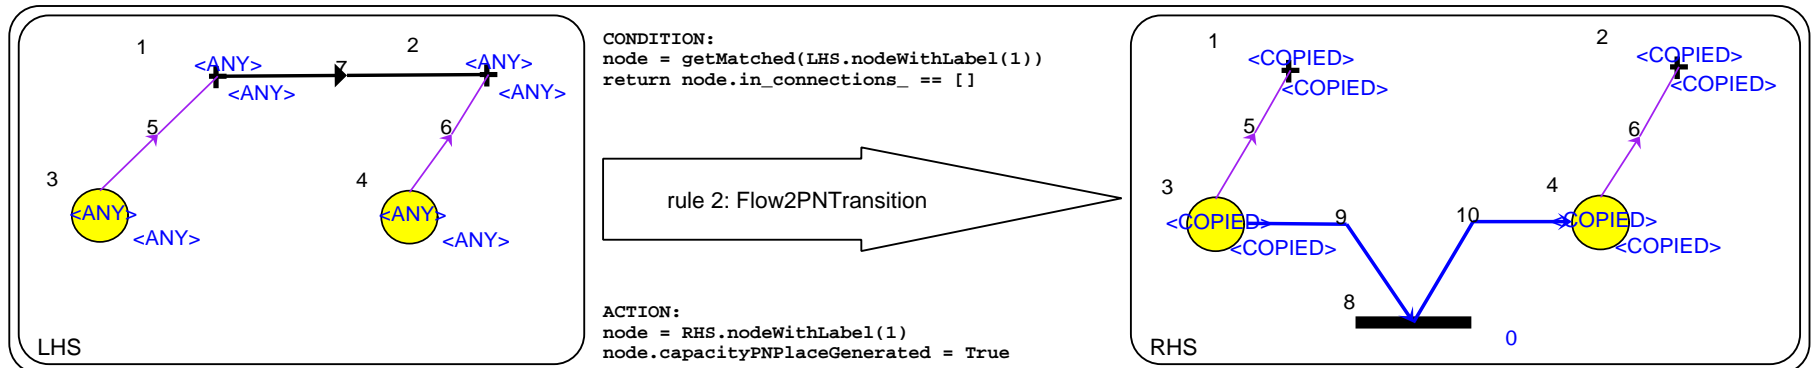 1
2
<ANY>
7
<ANY>
<ANY>
<ANY>
5
6
3
4
<ANY>
<ANY>
<ANY>
<ANY>
LHS
CONDITION:
node = getMatched(LHS.nodeWithLabel(1))
return node.in_connections_ == []
rule 2: Flow2PNTransition
ACTION:
node = RHS.nodeWithLabel(1)
node.capacityPNPlaceGenerated = True
1
2
<COPIED>
<COPIED>
<COPIED>
<COPIED>
5
6
3
4
<COPIED>
9
10
<COPIED>
<COPIED>
<COPIED>
8
0
RHS